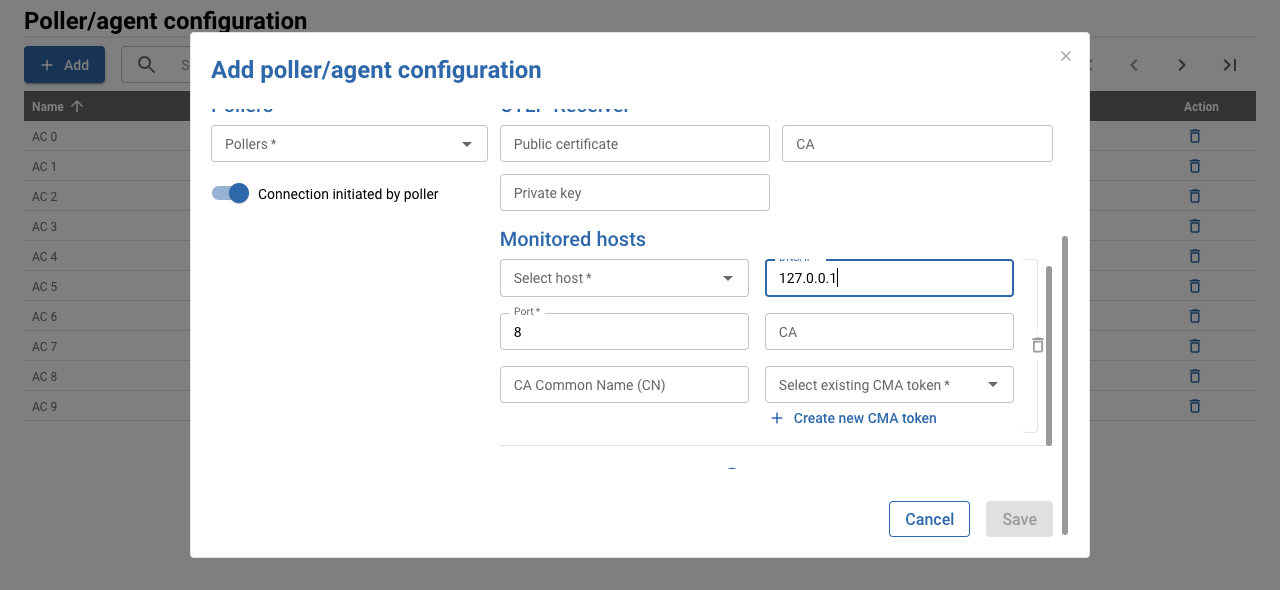 Poller/agent configuration
Add
Add poller/agent configuration
Name
Action
Pollers
OTLP Receiver
Pollers *
Public certificate
CA
Connection initiated by poller
Private key
Monitored hosts
Select host *
127.0.0.1
Port *
8
CA
CA Common Name (CN)
Select existing CMA token *
Create new CMA token
Cancel
Save
AC 0
AC 1
AC 2
AC 3
AC 4
AC 5
AC 6
AC 7
AC 8
AC 9